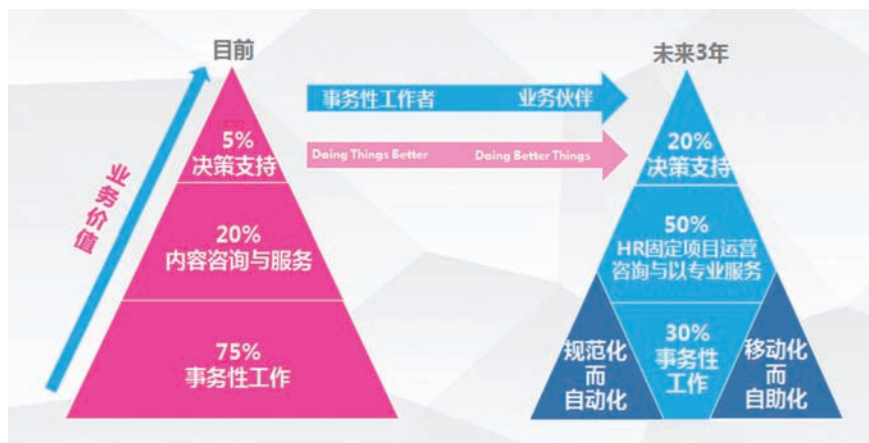 目前
未来3年
业务价值
事务性工作者 业务伙伴
Doing Things Better Doing Better Things
5%
决策支持
20%
内容咨询与服务
75%
事务性工作
20%
决策支持
50%
HR固定项目运营
咨询与以专业服务
30%
事务性
工作
规范化
而
自动化
移动化
而
自助化